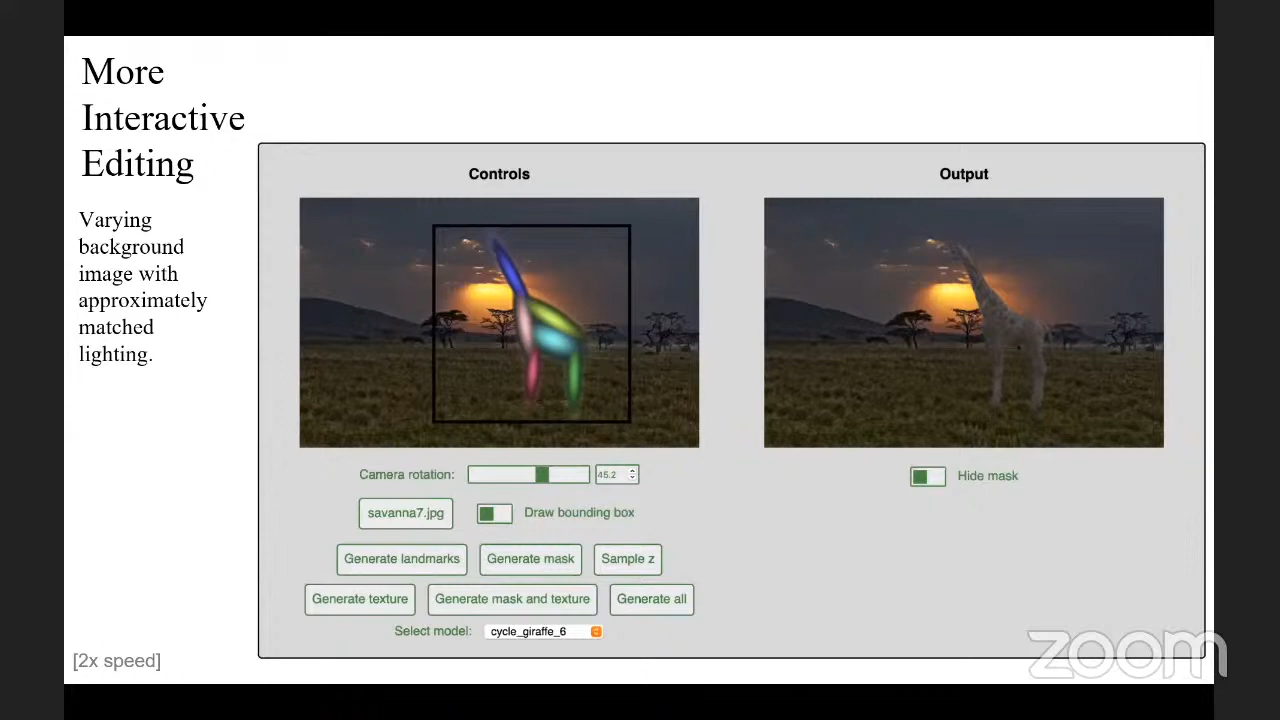 More
Interactive
Editing
Varying
background
image with
approximately
matched
lighting.
Controls
Output
Camera rotation:
45.2
Hide mask
savanna7.jpg
Draw bounding box
Generate landmarks
Generate mask
Sample z
Generate texture
Generate mask and texture
Generate all
Select model:
cycle_giraffe_6
[2x speed]
zoom